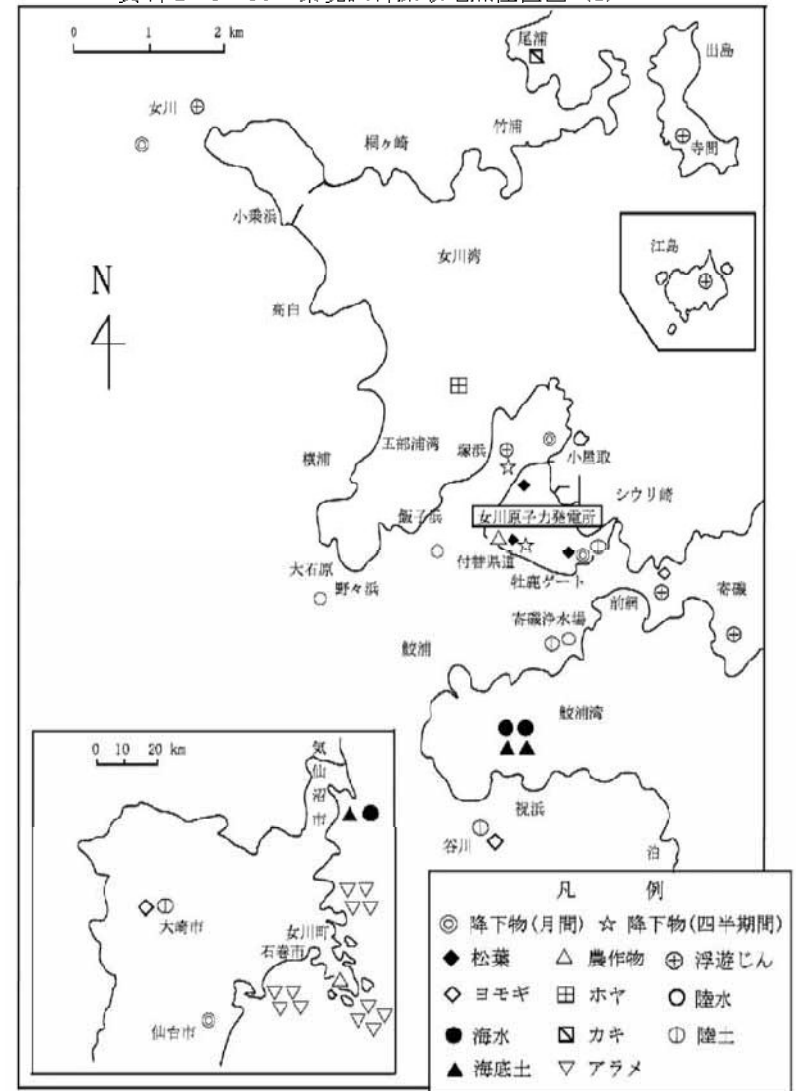 0 1 2 km
尾浦
出島
女川
竹浦
寺間
桐ヶ崎
小乗浜
江島
女川湾
N
高白
五部浦湾
塚浜
小屋取
横浦
シウリ崎
飯子浜
女川原子力発電所
大石原
野々浜
付替県道
牡鹿ゲート
前網
寄磯
寄磯浄水場
鮫浦
鮫浦湾
祝浜
谷川
泊
0 10 20 km
気仙沼市
大崎市
女川町
石巻市
仙台市
凡 例
◎ 降下物(月間) ☆ 降下物(四半期間)
◆ 松葉 △ 農作物 浮遊じん
◇ ヨモギ ホヤ 陸水
● 海水 カキ 陸土
▲ 海底土 ▽ アラメ